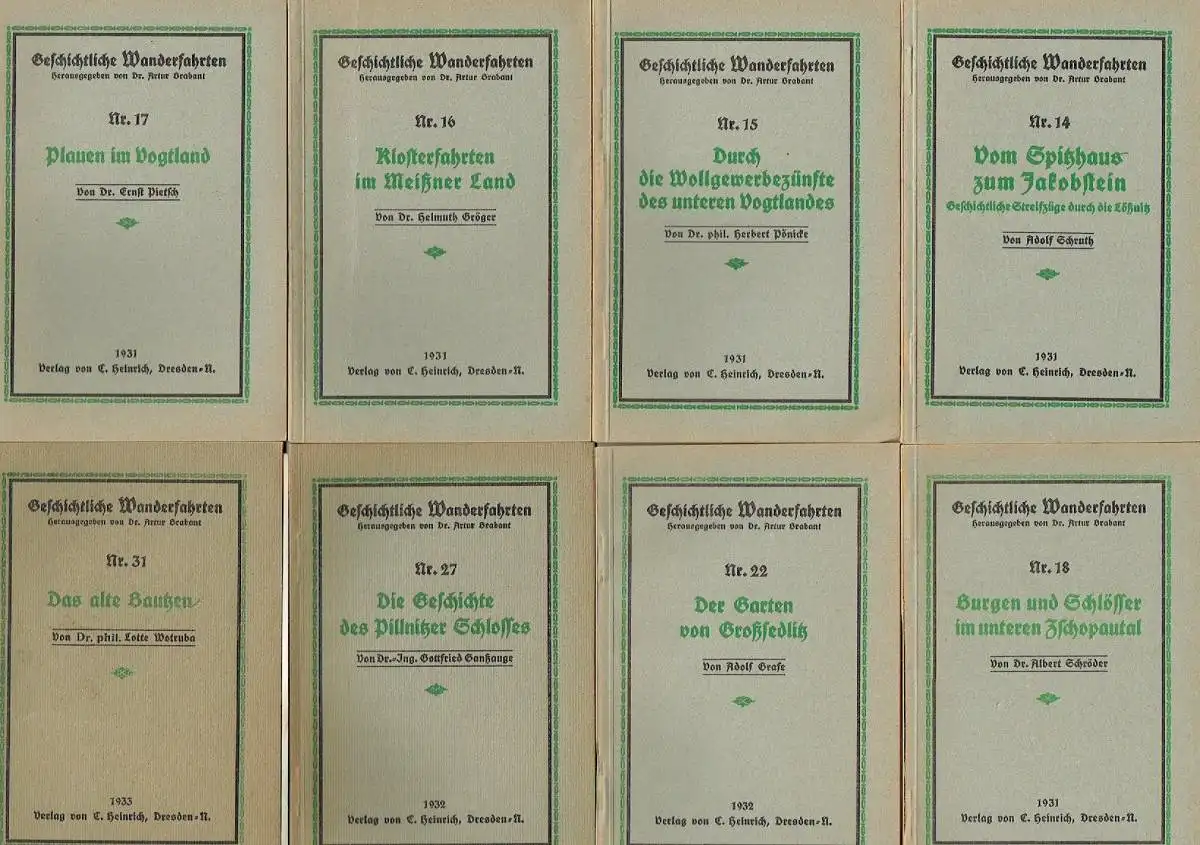 Geschichtliche Wanderfahrten
Herausgegeben von Dr. Artur Brabant
Nr. 17
Plauen im Vogtland
Von Dr. Ernst Pietsch
1931
Verlag von C. Heinrich, Dresden-N.
Geschichtliche Wanderfahrten
Herausgegeben von Dr. Artur Brabant
Nr. 16
Klosterfahrten
im Meißner Land
Von Dr. Helmuth Gröger
1931
Verlag von C. Heinrich, Dresden-N.
Geschichtliche Wanderfahrten
Herausgegeben von Dr. Artur Brabant
Nr. 15
Durch
die Wollgewerbezünfte
des unteren Vogtlandes
Von Dr. phil. Herbert Pönicke
1931
Verlag von C. Heinrich, Dresden-N.
Geschichtliche Wanderfahrten
Herausgegeben von Dr. Artur Brabant
Nr. 14
Vom Spitzhaus
zum Jakobstein
Geschichtliche Streifzüge durch die Lößnitz
Von Adolf Schruth
1931
Verlag von C. Heinrich, Dresden-N.
Geschichtliche Wanderfahrten
Herausgegeben von Dr. Artur Brabant
Nr. 31
Das alte Bautzen
Von Dr. phil. Lotte Wotruba
1933
Verlag von C. Heinrich, Dresden-N.
Geschichtliche Wanderfahrten
Herausgegeben von Dr. Artur Brabant
Nr. 27
Die Geschichte
des Pillnitzer Schlosses
Von Dr.-Ing. Gottfried Ganßauge
1932
Verlag von C. Heinrich, Dresden-N.
Geschichtliche Wanderfahrten
Herausgegeben von Dr. Artur Brabant
Nr. 22
Der Garten
von Großsedlitz
Von Adolf Grafe
1932
Verlag von C. Heinrich, Dresden-N.
Geschichtliche Wanderfahrten
Herausgegeben von Dr. Artur Brabant
Nr. 18
Burgen und Schlösser
im unteren Zschopautal
Von Dr. Albert Schröder
1931
Verlag von C. Heinrich, Dresden-N.